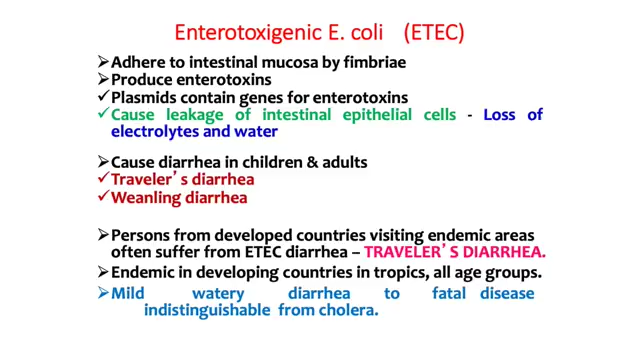 Enterotoxigenic E. coli (ETEC)
➢Adhere to intestinal mucosa by fimbriae
➢Produce enterotoxins
✓Plasmids contain genes for enterotoxins
✓Cause leakage of intestinal epithelial cells - Loss of
electrolytes and water
➢Cause diarrhea in children & adults
✓Traveler’s diarrhea
✓Weanling diarrhea
➢Persons from developed countries visiting endemic areas
often suffer from ETEC diarrhea – TRAVELER’S DIARRHEA.
➢Endemic in developing countries in tropics, all age groups.
➢Mild watery diarrhea to fatal disease
indistinguishable from cholera.